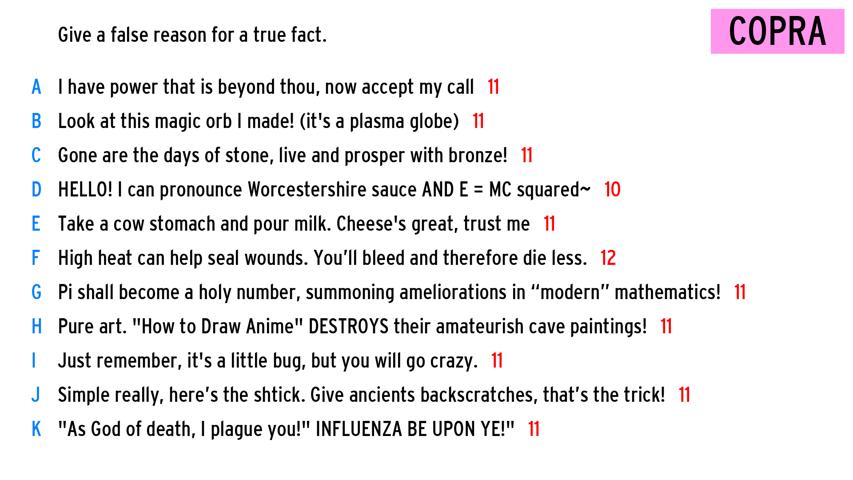 Give a false reason for a true fact.
COPRA
A I have power that is beyond thou, now accept my call 11
B Look at this magic orb I made! (it's a plasma globe) 11
C Gone are the days of stone, live and prosper with bronze! 11
D HELLO! I can pronounce Worcestershire sauce AND E = MC squared~ 10
E Take a cow stomach and pour milk. Cheese's great, trust me 11
F High heat can help seal wounds. You’ll bleed and therefore die less. 12
G Pi shall become a holy number, summoning ameliorations in “modern” mathematics! 11
H Pure art. "How to Draw Anime" DESTROYS their amateurish cave paintings! 11
I Just remember, it's a little bug, but you will go crazy. 11
J Simple really, here’s the shtick. Give ancients backscratches, that’s the trick! 11
K "As God of death, I plague you!" INFLUENZA BE UPON YE!" 11